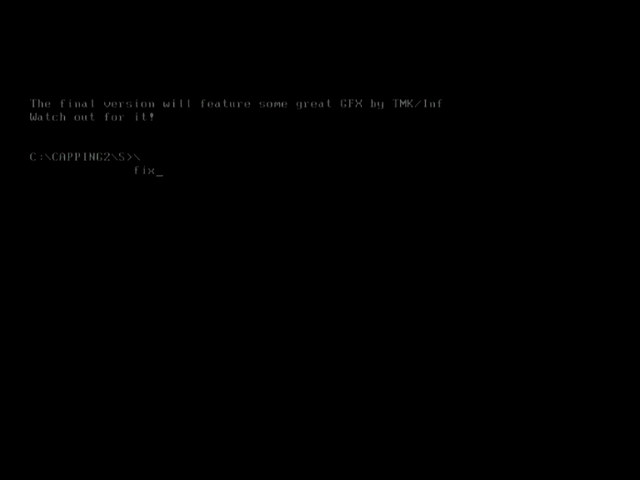 The final version will feature some great GFX by TMK/Inf
Watch out for it!
C:\CAPPING2\S>\
fix_